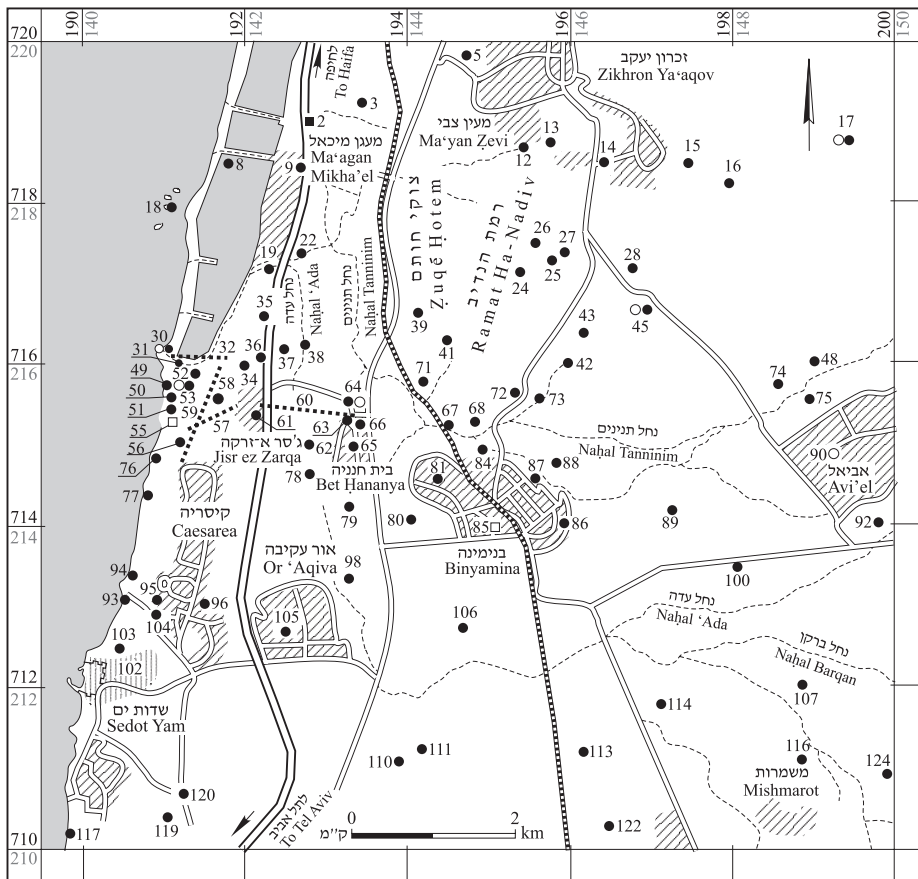 190
140
192
142
194
144
196
146
198
148
200
150
720
220
לחיפה
To Haifa
5
זכרון יעקב
Zikhron Ya'aqov
3
2
מעין צבי
Ma'yan Zevi
13
12
14
15
16
17
מעגן מיכאל
Ma'agan
Mikha'el
8
9
718
218
18
צוקי חותם
Ẓuqé Ḥotem
רמת הנדיב
Ramat Ha-Nadiv
19
22
נחל עדה
Naḥal 'Ada
נחל תנינים
Naḥal Tanninim
26
27
25
24
28
35
39
43
45
30
31
32
36
37
38
41
42
48
716
216
49
52
34
50
53
58
51
59
55
57
56
60
61
64
63
66
62
65
71
72
73
67
68
75
76
ג'סר א-זרקה
Jisr ez Zarqa
בית חנניה
Bet Hananya
נחל תנינים
Naḥal Tanninim
84
81
87
88
90
אביאל
Avi'el
77
78
79
80
85
86
89
92
קיסריה
Caesarea
714
214
בנימינה
Binyamina
אור עקיבה
Or 'Aqiva
94
93
95
104
96
98
100
נחל עדה
Naḥal 'Ada
103
102
105
106
נחל ברקן
Naḥal Barqan
107
712
212
שדות ים
Sedot Yam
114
110
111
113
116
משמרות
Mishmarot
124
120
119
117
לתל אביב
To Tel Aviv
0
ק"מ
2
km
122
710
210